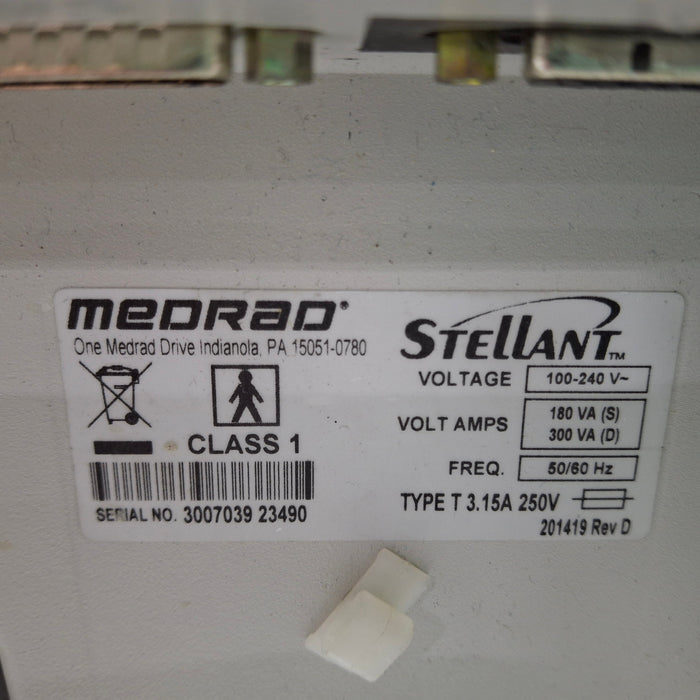 MEDRAD®
One Medrad Drive Indianola, PA 15051-0780
CLASS 1
SERIAL NO. 3007039 23490
STELLANT™
VOLTAGE 100-240 V~
VOLT AMPS 180 VA (S)
300 VA (D)
FREQ. 50/60 Hz
TYPE T 3.15A 250V
201419 Rev D